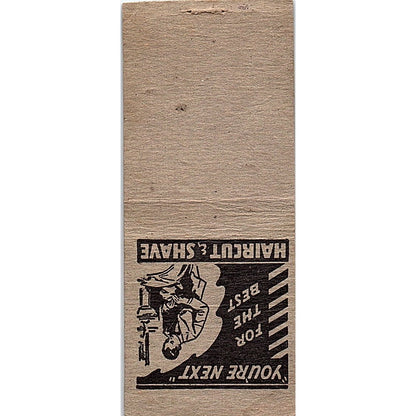 "YOU'RE NEXT"
FOR
THE
BEST
HAIRCUT & SHAVE